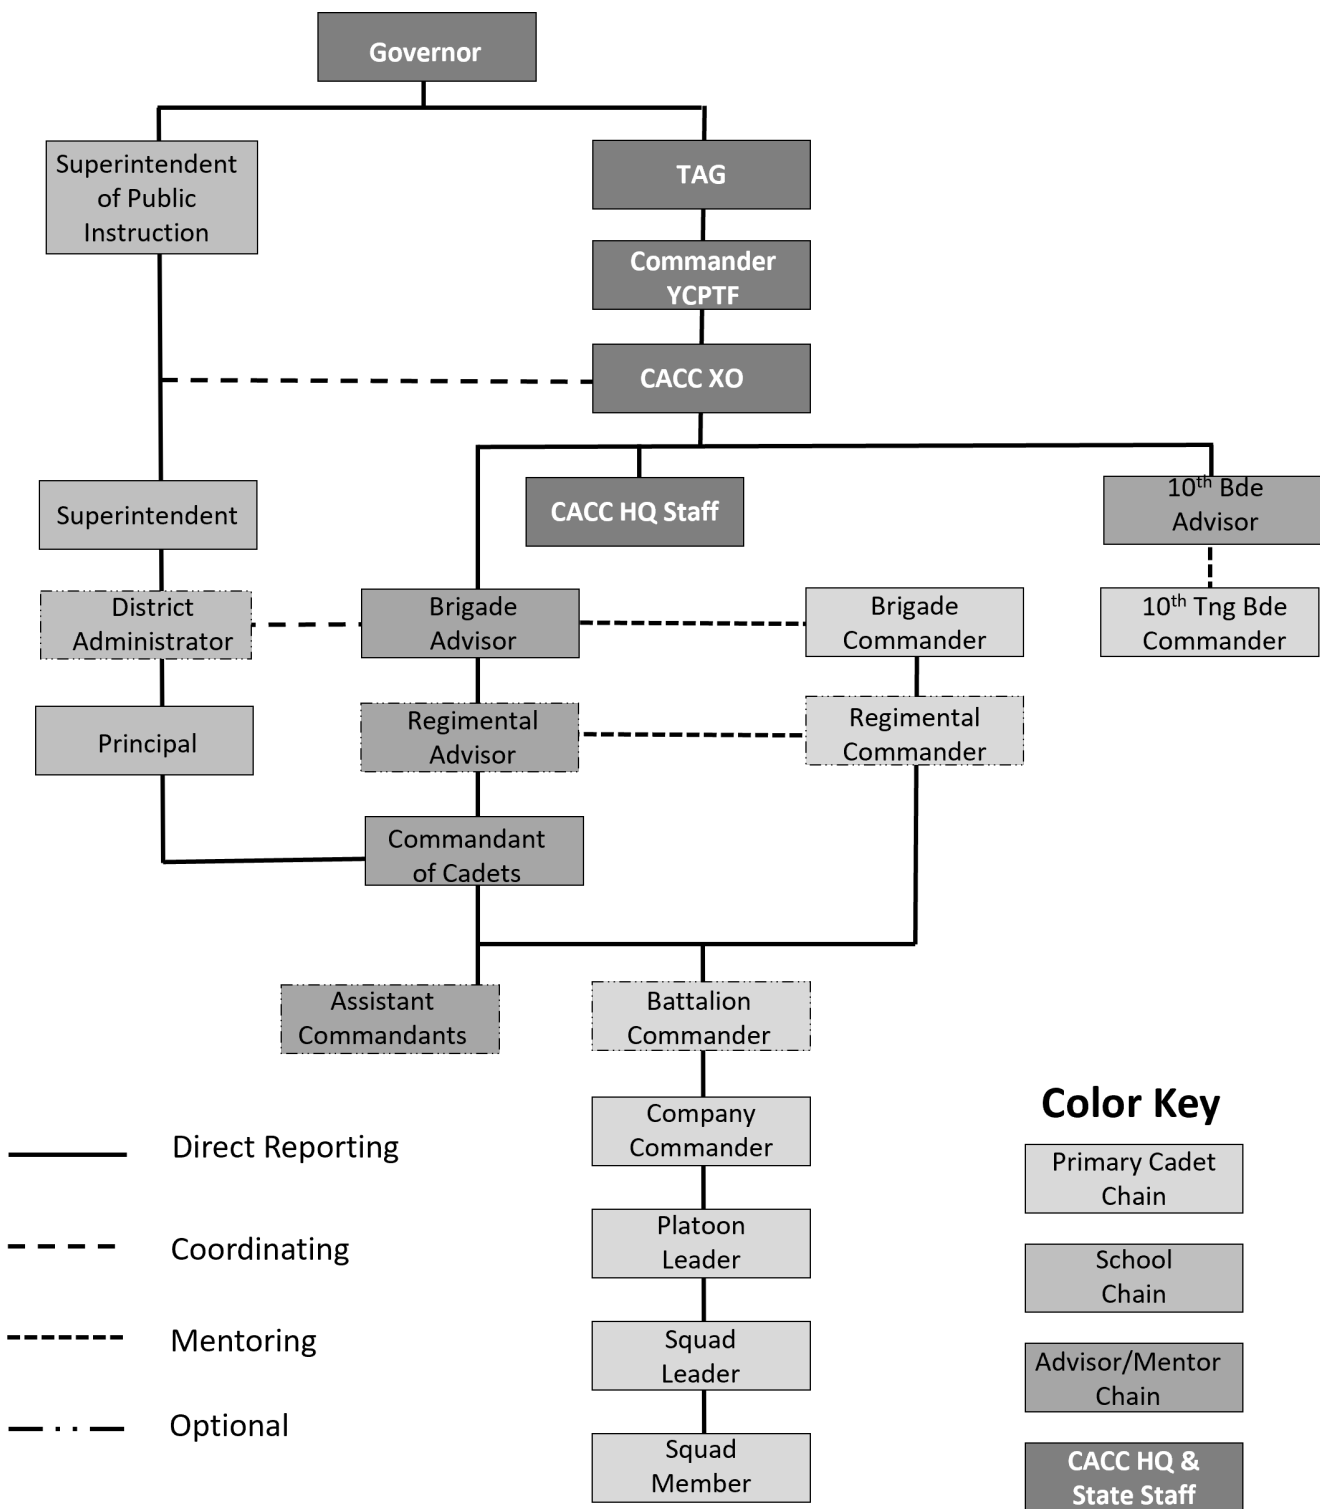 Governor
Superintendent
of Public
Instruction
TAG
Commander
YCPTF
CACC XO
CACC HQ Staff
10th Bde
Advisor
Superintendent
District
Administrator
Brigade
Advisor
Brigade
Commander
10th Tng Bde
Commander
Principal
Regimental
Advisor
Regimental
Commander
Commandant
of Cadets
Assistant
Commandants
Battalion
Commander
Company
Commander
Platoon
Leader
Squad
Leader
Squad
Member
Direct Reporting
Coordinating
Mentoring
Optional
Color Key
Primary Cadet
Chain
School
Chain
Advisor/Mentor
Chain
CACC HQ &
State Staff